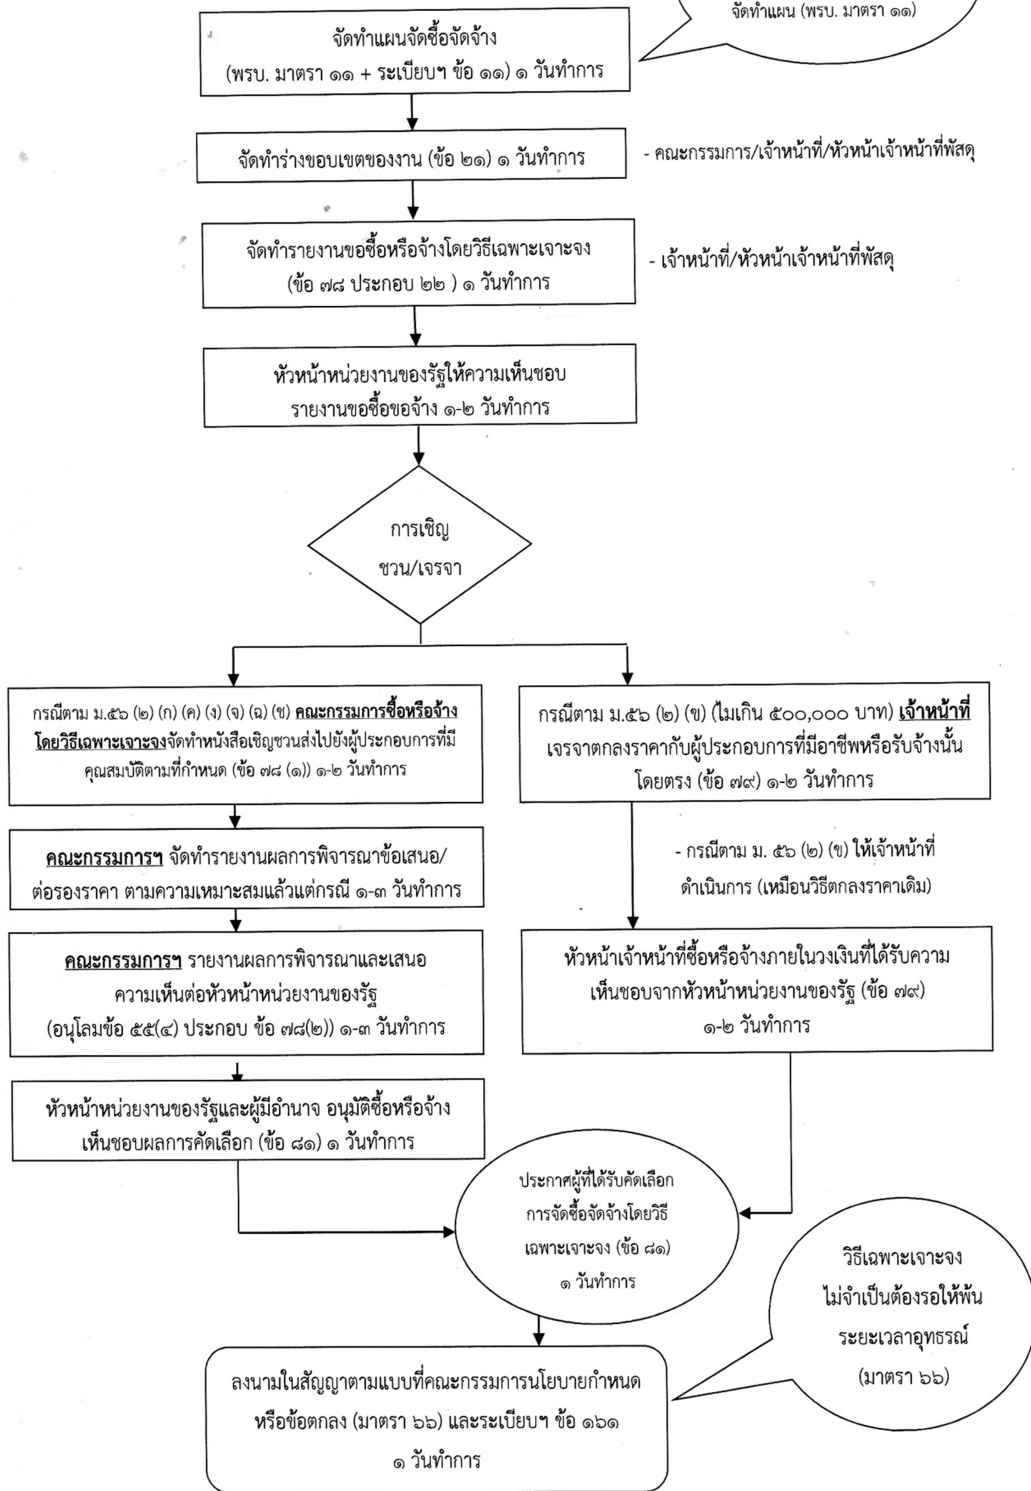 จัดทำแผน (พรบ. มาตรา ๑๑)
จัดทำแผนจัดซื้อจัดจ้าง
(พรบ. มาตรา ๑๑ + ระเบียบฯ ข้อ ๑๑) ๑ วันทำการ
จัดทำร่างขอบเขตของงาน (ข้อ ๒๑) ๑ วันทำการ
- คณะกรรมการ/เจ้าหน้าที่/หัวหน้าเจ้าหน้าที่พัสดุ
จัดทำรายงานขอซื้อหรือจ้างโดยวิธีเฉพาะเจาะจง
(ข้อ ๗๘ ประกอบ ๒๒ ) ๑ วันทำการ
- เจ้าหน้าที่/หัวหน้าเจ้าหน้าที่พัสดุ
หัวหน้าหน่วยงานของรัฐให้ความเห็นชอบ
รายงานขอซื้อขอจ้าง ๑-๒ วันทำการ
การเชิญ
ชวน/เจรจา
กรณีตาม ม.๕๖ (๒) (ก) (ค) (ง) (จ) (ฉ) (ช) คณะกรรมการซื้อหรือจ้าง
โดยวิธีเฉพาะเจาะจงจัดทำหนังสือเชิญชวนส่งไปยังผู้ประกอบการที่มี
คุณสมบัติตามที่กำหนด (ข้อ ๗๘ (๑)) ๑-๒ วันทำการ
กรณีตาม ม.๕๖ (๒) (ข) (ไมเกิน ๕๐๐,๐๐๐ บาท) เจ้าหน้าที่
เจรจาตกลงราคากับผู้ประกอบการที่มีอาชีพหรือรับจ้างนั้น
โดยตรง (ข้อ ๗๙) ๑-๒ วันทำการ
คณะกรรมการฯ จัดทำรายงานผลการพิจารณาข้อเสนอ/
ต่อรองราคา ตามความเหมาะสมแล้วแต่กรณี ๑-๓ วันทำการ
- กรณีตาม ม. ๕๖ (๒) (ข) ให้เจ้าหน้าที่
ดำเนินการ (เหมือนวิธีตกลงราคาเดิม)
คณะกรรมการฯ รายงานผลการพิจารณาและเสนอ
ความเห็นต่อหัวหน้าหน่วยงานของรัฐ
(อนุโลมข้อ ๕๕(๔) ประกอบ ข้อ ๗๘(๒)) ๑-๓ วันทำการ
หัวหน้าเจ้าหน้าที่ซื้อหรือจ้างภายในวงเงินที่ได้รับความ
เห็นชอบจากหัวหน้าหน่วยงานของรัฐ (ข้อ ๗๙)
๑-๒ วันทำการ
หัวหน้าหน่วยงานของรัฐและผู้มีอำนาจ อนุมัติซื้อหรือจ้าง
เห็นชอบผลการคัดเลือก (ข้อ ๘๑) ๑ วันทำการ
ประกาศผู้ที่ได้รับคัดเลือก
การจัดซื้อจัดจ้างโดยวิธี
เฉพาะเจาะจง (ข้อ ๘๑)
๑ วันทำการ
วิธีเฉพาะเจาะจง
ไม่จำเป็นต้องรอให้พ้น
ระยะเวลาอุทธรณ์
(มาตรา ๖๖)
ลงนามในสัญญาตามแบบที่คณะกรรมการนโยบายกำหนด
หรือข้อตกลง (มาตรา ๖๖) และระเบียบฯ ข้อ ๑๖๑
๑ วันทำการ